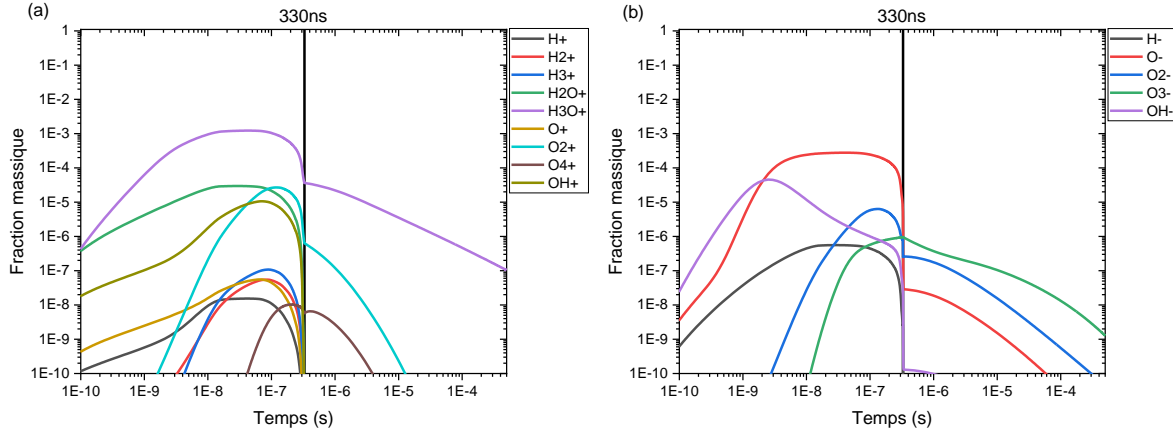 (a)
330ns
Fraction massique
1
1E-1
1E-2
1E-3
1E-4
1E-5
1E-6
1E-7
1E-8
1E-9
1E-10
1E-10
1E-9
1E-8
1E-7
1E-6
1E-5
1E-4
Temps (s)
H+
H2+
H3+
H2O+
H3O+
O+
O2+
O4+
OH+
(b)
330ns
Fraction massique
1
1E-1
1E-2
1E-3
1E-4
1E-5
1E-6
1E-7
1E-8
1E-9
1E-10
1E-10
1E-9
1E-8
1E-7
1E-6
1E-5
1E-4
Temps (s)
H-
O-
O2-
O3-
OH-